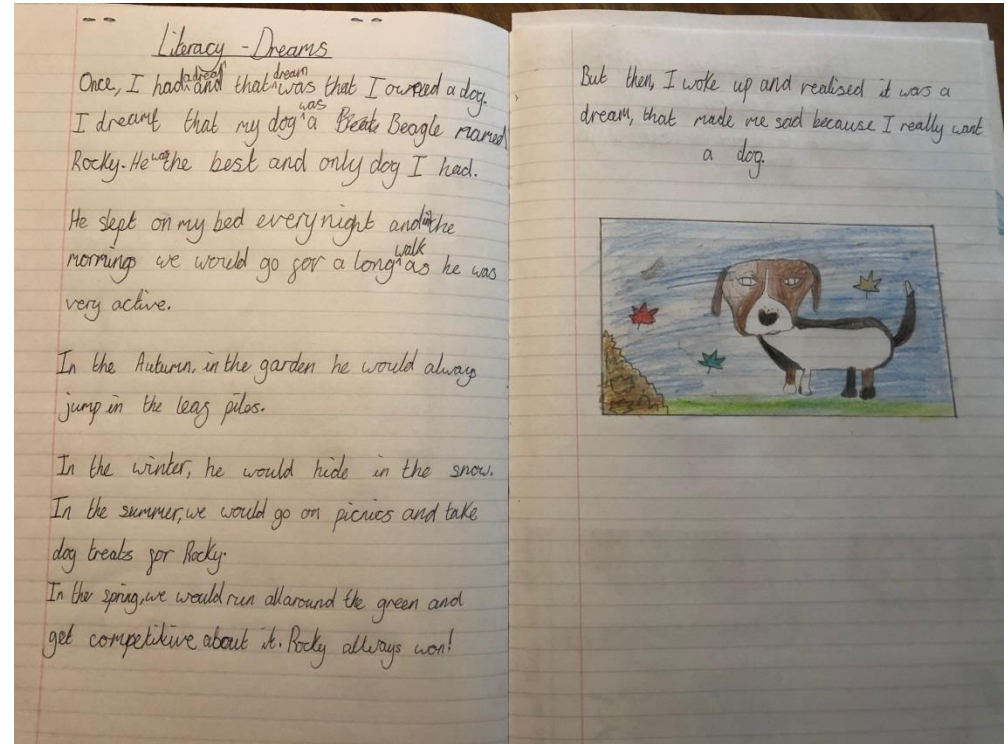 Literacy - Dreams
Once, I had a dream and that dream was that I owned a dog.
I dreamt that my dog was a Beagle named
Rocky. He was the best and only dog I had.
He slept on my bed every night and in the
mornings we would go for a long walk as he was
very active.
In the Autumn, in the garden he would always
jump in the leaf piles.
In the winter, he would hide in the snow.
In the summer, we would go on picnics and take
dog treats for Rocky.
In the spring, we would run all around the green and
get competitive about it. Rocky allways won!
But then, I woke up and realised it was a
dream, that made me sad because I really want
a dog.